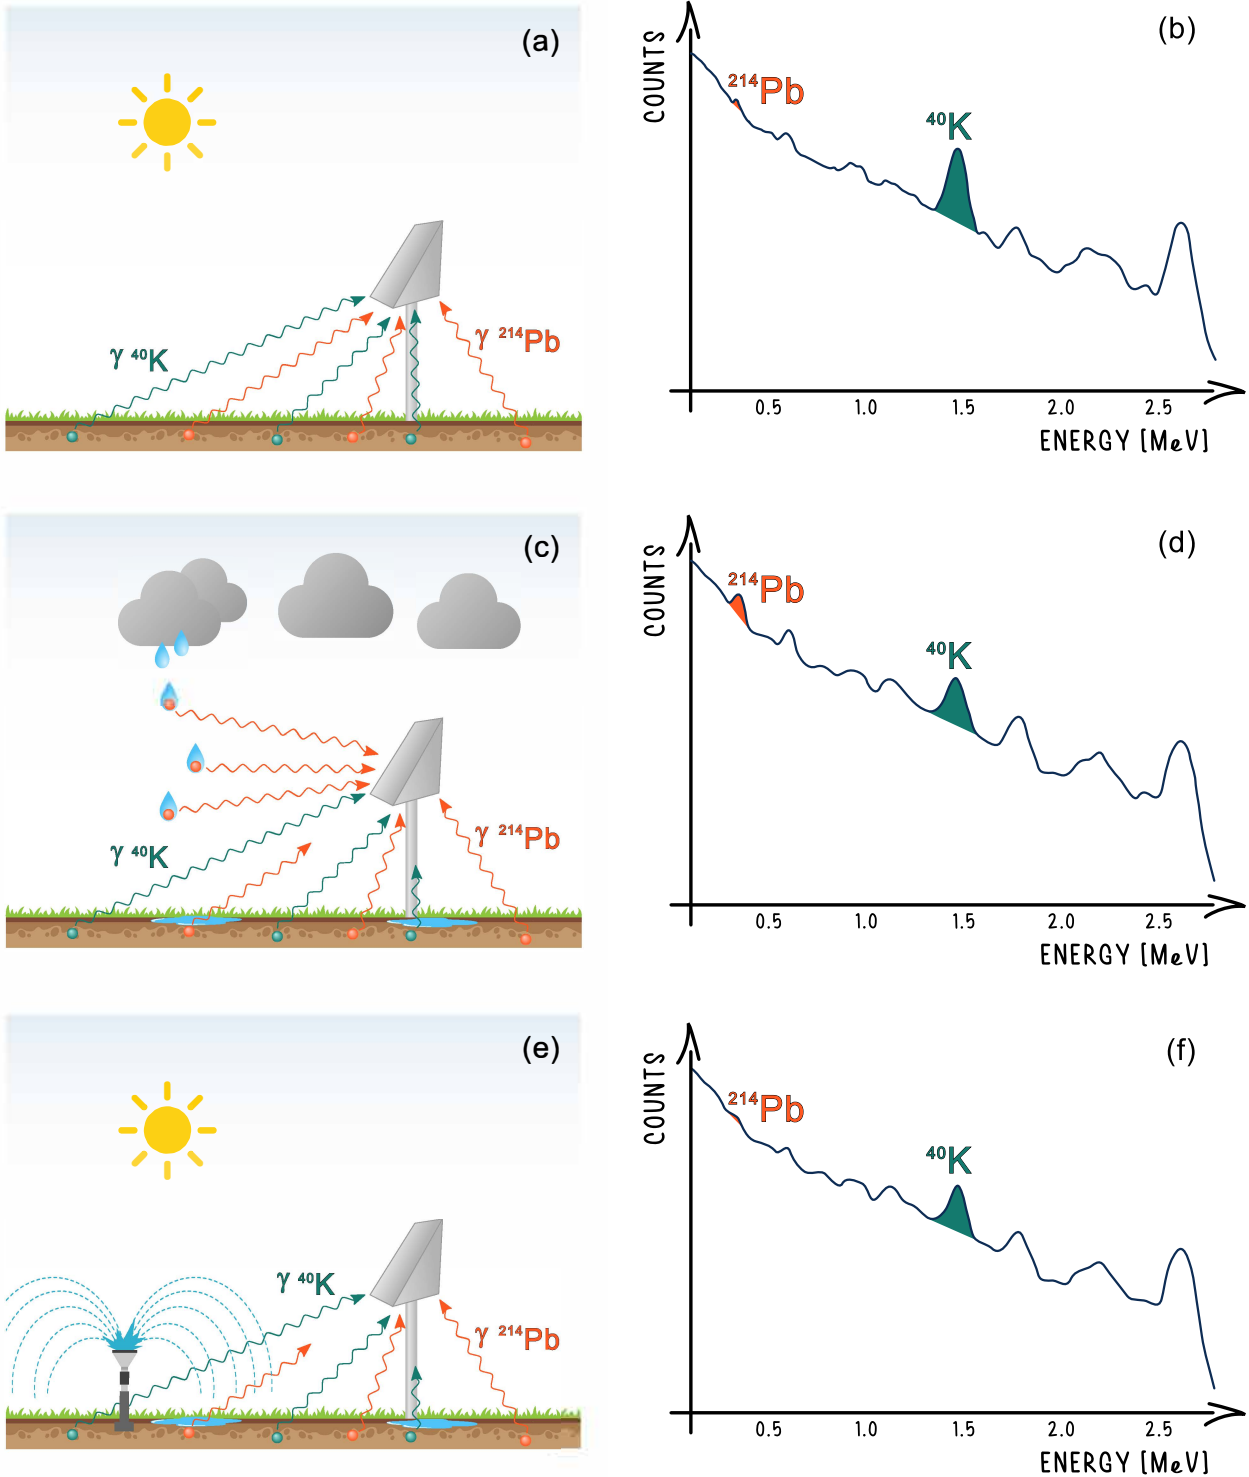 (a)
γ ⁴⁰K
γ ²¹⁴Pb
(b)
COUNTS
²¹⁴Pb
⁴⁰K
0.5 1.0 1.5 2.0 2.5
ENERGY [MeV]
(c)
γ ⁴⁰K
γ ²¹⁴Pb
(d)
COUNTS
²¹⁴Pb
⁴⁰K
0.5 1.0 1.5 2.0 2.5
ENERGY [MeV]
(e)
γ ⁴⁰K
γ ²¹⁴Pb
(f)
COUNTS
²¹⁴Pb
⁴⁰K
0.5 1.0 1.5 2.0 2.5
ENERGY [MeV]